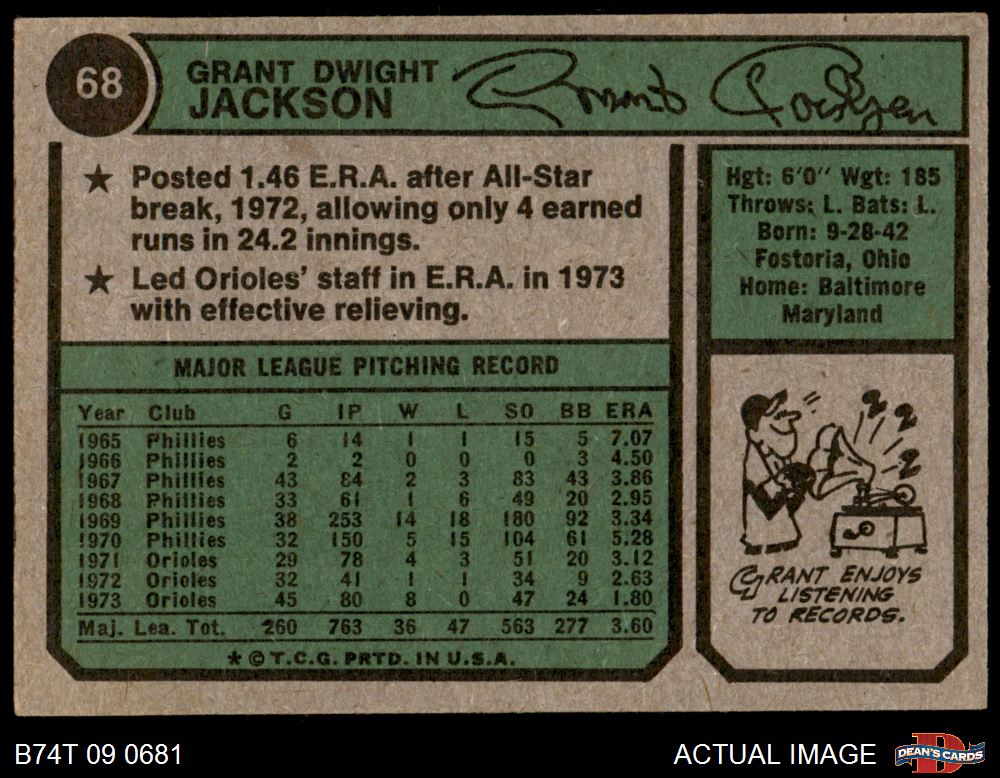 68
GRANT DWIGHT
JACKSON
Grant Jackson
★ Posted 1.46 E.R.A. after All-Star
break, 1972, allowing only 4 earned
runs in 24.2 innings.
★ Led Orioles' staff in E.R.A. in 1973
with effective relieving.
Hgt: 6'0" Wgt: 185
Throws: L. Bats: L.
Born: 9-28-42
Fostoria, Ohio
Home: Baltimore
Maryland
MAJOR LEAGUE PITCHING RECORD
Year Club G IP W L SO BB ERA
1965 Phillies 6 14 1 1 15 5 7.07
1966 Phillies 2 2 0 0 0 3 4.50
1967 Phillies 43 84 2 3 83 43 3.86
1968 Phillies 33 61 1 6 49 20 2.95
1969 Phillies 38 253 14 18 180 92 3.34
1970 Phillies 32 150 5 15 104 61 5.28
1971 Orioles 29 78 4 3 51 20 3.12
1972 Orioles 32 41 1 1 34 9 2.63
1973 Orioles 45 80 8 0 47 24 1.80
Maj. Lea. Tot. 260 763 36 47 563 277 3.60
* © T.C.G. PRTD. IN U.S.A.
GRANT ENJOYS
LISTENING
TO RECORDS.
B74T 09 0681
ACTUAL IMAGE
DEAN'S CARDS